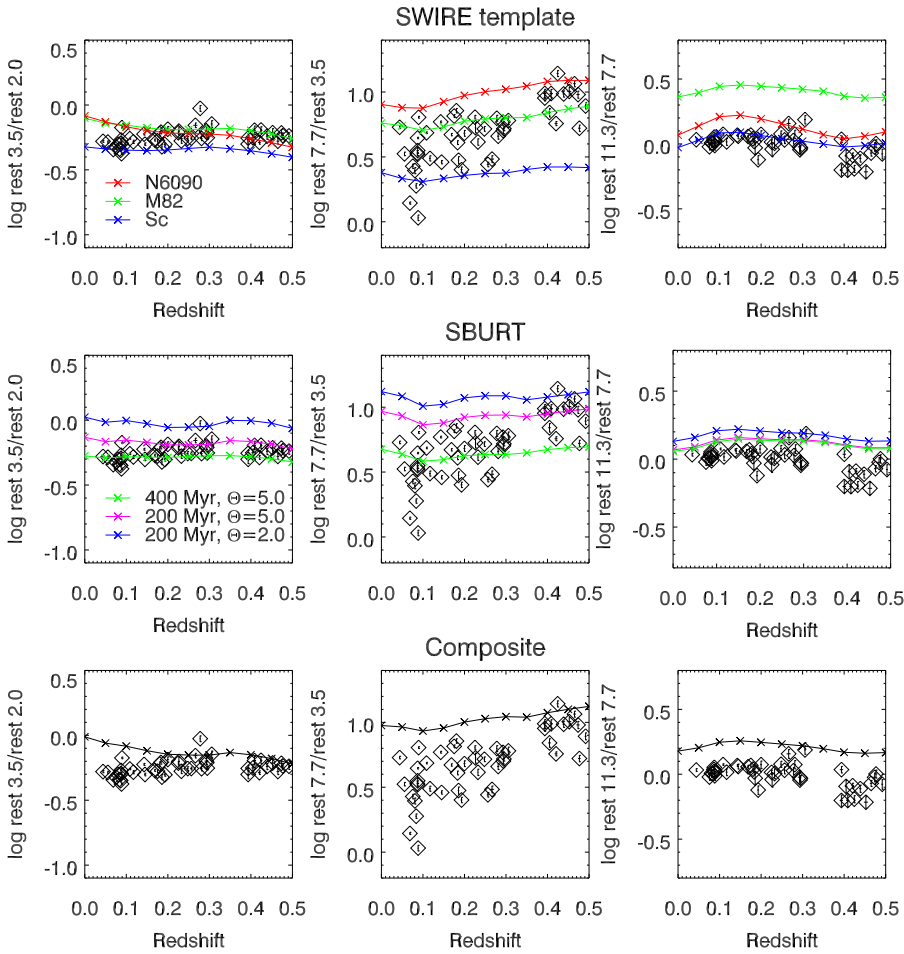 SWIRE template
log rest 3.5/rest 2.0
0.5
0.0
-0.5
-1.0
N6090
M82
Sc
0.0 0.1 0.2 0.3 0.4 0.5
Redshift
log rest 7.7/rest 3.5
1.0
0.5
0.0
0.0 0.1 0.2 0.3 0.4 0.5
Redshift
log rest 11.3/rest 7.7
0.5
0.0
-0.5
0.0 0.1 0.2 0.3 0.4 0.5
Redshift
SBURT
log rest 3.5/rest 2.0
0.5
0.0
-0.5
-1.0
400 Myr, Θ=5.0
200 Myr, Θ=5.0
200 Myr, Θ=2.0
0.0 0.1 0.2 0.3 0.4 0.5
Redshift
log rest 7.7/rest 3.5
1.0
0.5
0.0
0.0 0.1 0.2 0.3 0.4 0.5
Redshift
log rest 11.3/rest 7.7
0.5
0.0
-0.5
0.0 0.1 0.2 0.3 0.4 0.5
Redshift
Composite
log rest 3.5/rest 2.0
0.5
0.0
-0.5
-1.0
0.0 0.1 0.2 0.3 0.4 0.5
Redshift
log rest 7.7/rest 3.5
1.0
0.5
0.0
0.0 0.1 0.2 0.3 0.4 0.5
Redshift
log rest 11.3/rest 7.7
0.5
0.0
-0.5
0.0 0.1 0.2 0.3 0.4 0.5
Redshift